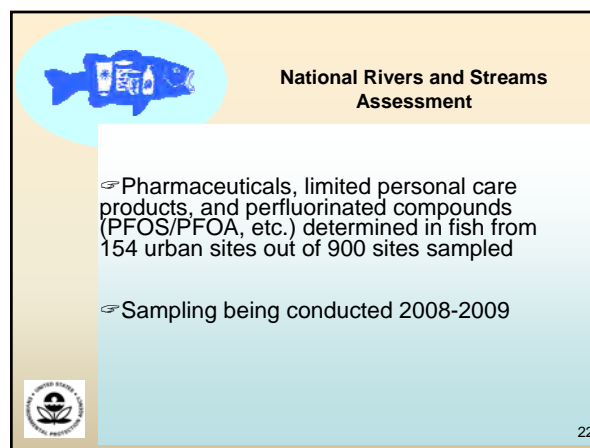 National Rivers and Streams
Assessment
☞Pharmaceuticals, limited personal care
products, and perfluorinated compounds
(PFOS/PFOA, etc.) determined in fish from
154 urban sites out of 900 sites sampled
☞Sampling being conducted 2008-2009
22